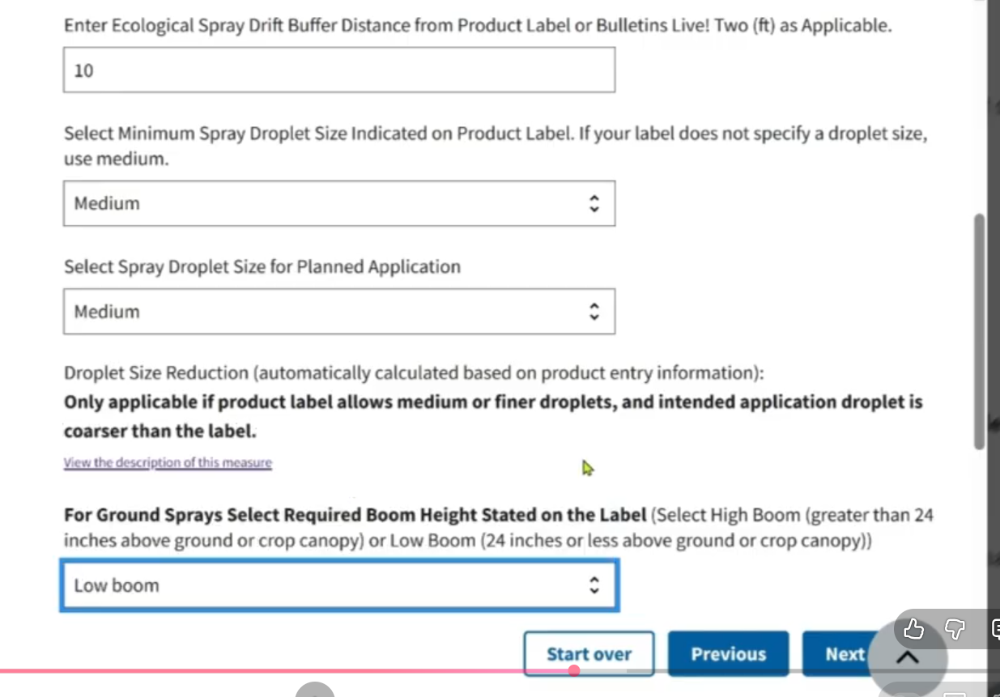 Enter Ecological Spray Drift Buffer Distance from Product Label or Bulletins Live! Two (ft) as Applicable.
10
Select Minimum Spray Droplet Size Indicated on Product Label. If your label does not specify a droplet size,
use medium.
Medium
Select Spray Droplet Size for Planned Application
Medium
Droplet Size Reduction (automatically calculated based on product entry information):
Only applicable if product label allows medium or finer droplets, and intended application droplet is
coarser than the label.
View the description of this measure
For Ground Sprays Select Required Boom Height Stated on the Label (Select High Boom (greater than 24
inches above ground or crop canopy) or Low Boom (24 inches or less above ground or crop canopy))
Low boom
Start over Previous Next